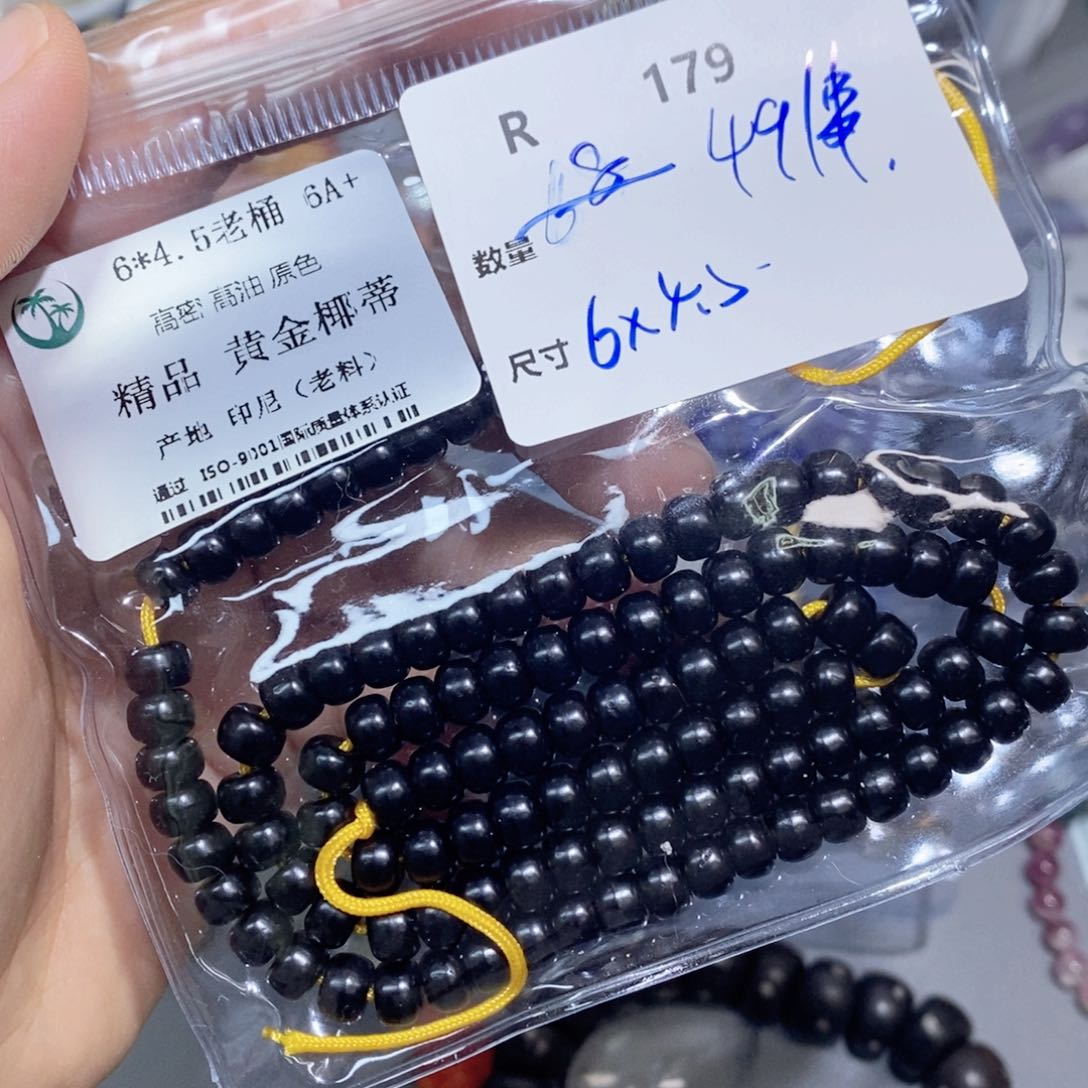 6*4.5老桶 6A+
高密 高油 原色
精品 黄金椰蒂
产地 印尼（老料）
通过 ISO-9001国际质量体系认证
R 179
68 49
数量
尺寸 6x4.5